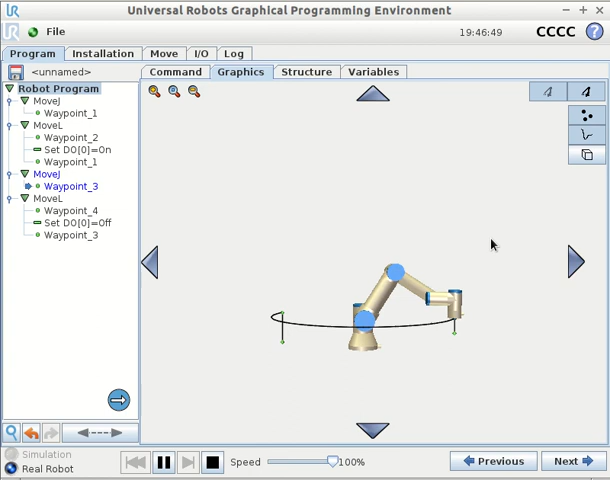 Universal Robots Graphical Programming Environment
File
19:46:49
CCCC
?
Program
Installation
Move
I/O
Log
<unnamed>
Command
Graphics
Structure
Variables
Robot Program
MoveJ
Waypoint_1
MoveL
Waypoint_2
Set DO[0]=On
Waypoint_1
MoveJ
Waypoint_3
MoveL
Waypoint_4
Set DO[0]=Off
Waypoint_3
Simulation
Real Robot
Speed
100%
Previous
Next